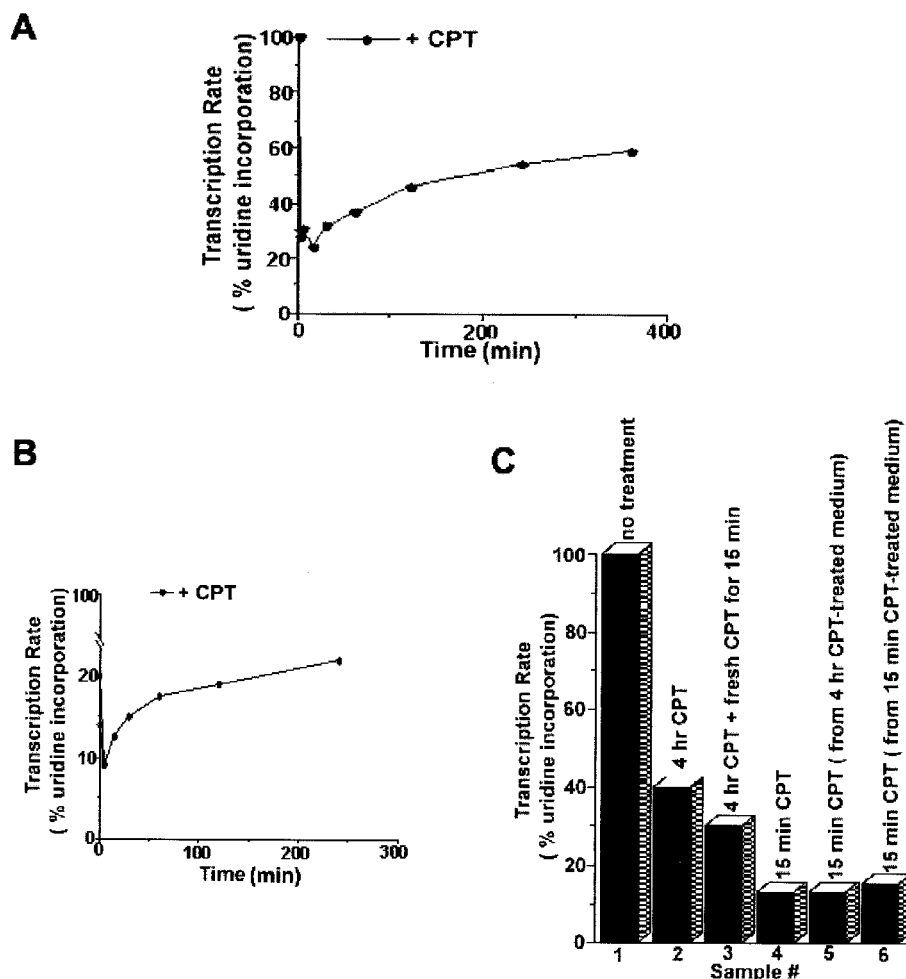 A
+ CPT
Transcription Rate
( % uridine incorporation)
100
80
60
40
20
0
0
200
400
Time (min)
B
+ CPT
Transcription Rate
( % uridine incorporation)
100
20
10
0
0
100
200
300
Time (min)
C
Transcription Rate
( % uridine incorporation)
100
80
60
40
20
0
no treatment
4 hr CPT
4 hr CPT + fresh CPT for 15 min
15 min CPT
15 min CPT ( from 4 hr CPT-treated medium)
15 min CPT ( from 15 min CPT-treated medium)
1
2
3
4
5
6
Sample #